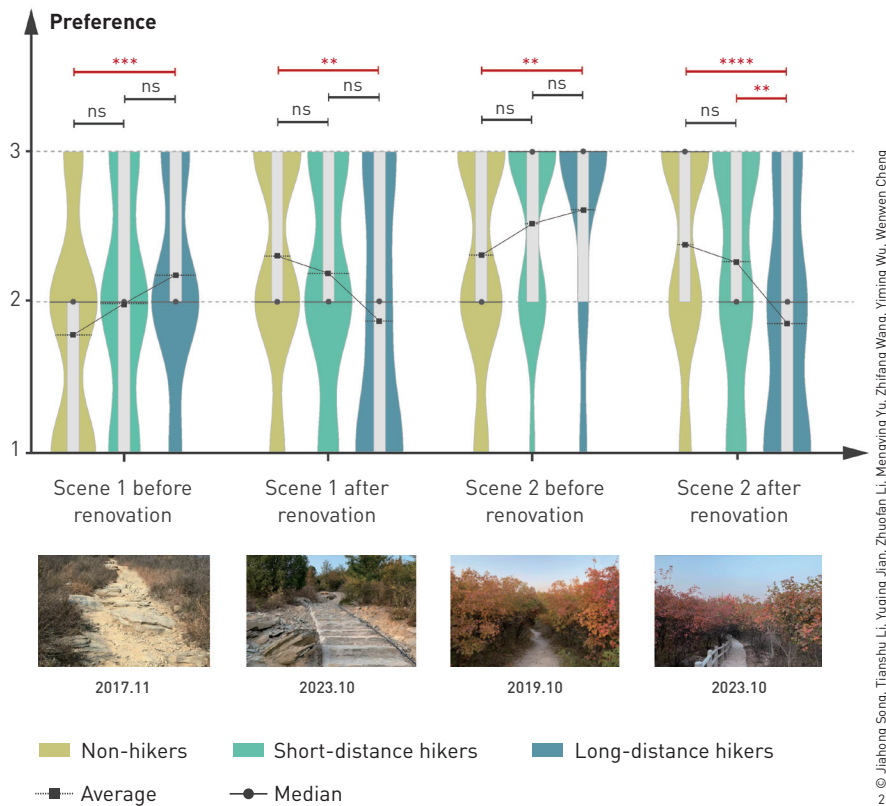 Preference
*** ** ** ****
ns ns ns **
ns ns ns ns
3
2
1
Scene 1 before
renovation
Scene 1 after
renovation
Scene 2 before
renovation
Scene 2 after
renovation
2017.11
2023.10
2019.10
2023.10
Non-hikers
Short-distance hikers
Long-distance hikers
Average
Median
© Jiahong Song, Tianshu Li, Yuqing Jian, Zhuofan Li, Mengying Yu, Zhifang Wang, Yiming Wu, Wenwen Cheng
2